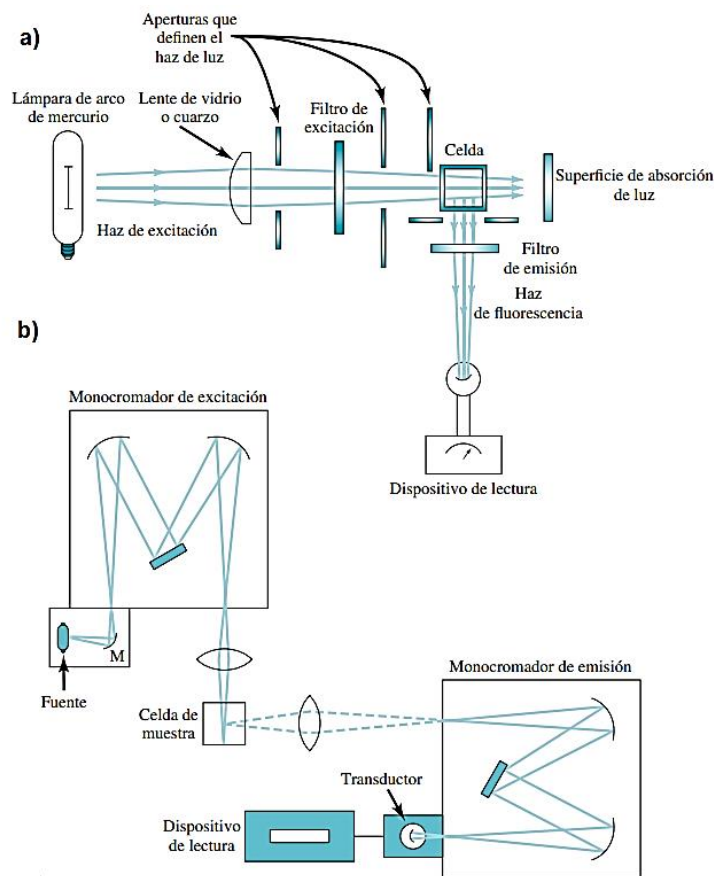 a)
Aperturas que
definen el
haz de luz
Lámpara de arco
de mercurio
Lente de vidrio
o cuarzo
Filtro de
excitación
Celda
Superficie de absorción
de luz
Haz de excitación
Filtro
de emisión
Haz
de fluorescencia
Dispositivo de lectura
b)
Monocromador de excitación
M
Fuente
Celda de
muestra
Monocromador de emisión
Transductor
Dispositivo
de lectura